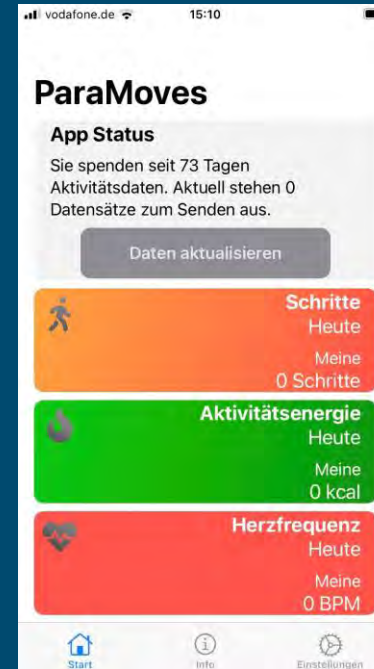 vodafone.de 15:10
ParaMoves
App Status
Sie spenden seit 73 Tagen
Aktivitätsdaten. Aktuell stehen 0
Datensätze zum Senden aus.
Daten aktualisieren
Schritte
Heute
Meine
0 Schritte
Aktivitätsenergie
Heute
Meine
0 kcal
Herzfrequenz
Heute
Meine
0 BPM
Start Info Einstellungen